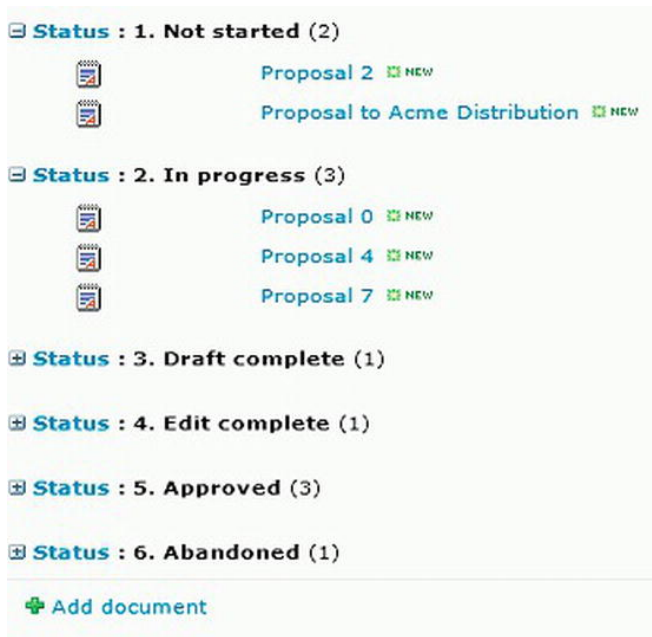 Status : 1. Not started (2)
Proposal 2 NEW
Proposal to Acme Distribution NEW
Status : 2. In progress (3)
Proposal 0 NEW
Proposal 4 NEW
Proposal 7 NEW
Status : 3. Draft complete (1)
Status : 4. Edit complete (1)
Status : 5. Approved (3)
Status : 6. Abandoned (1)
Add document